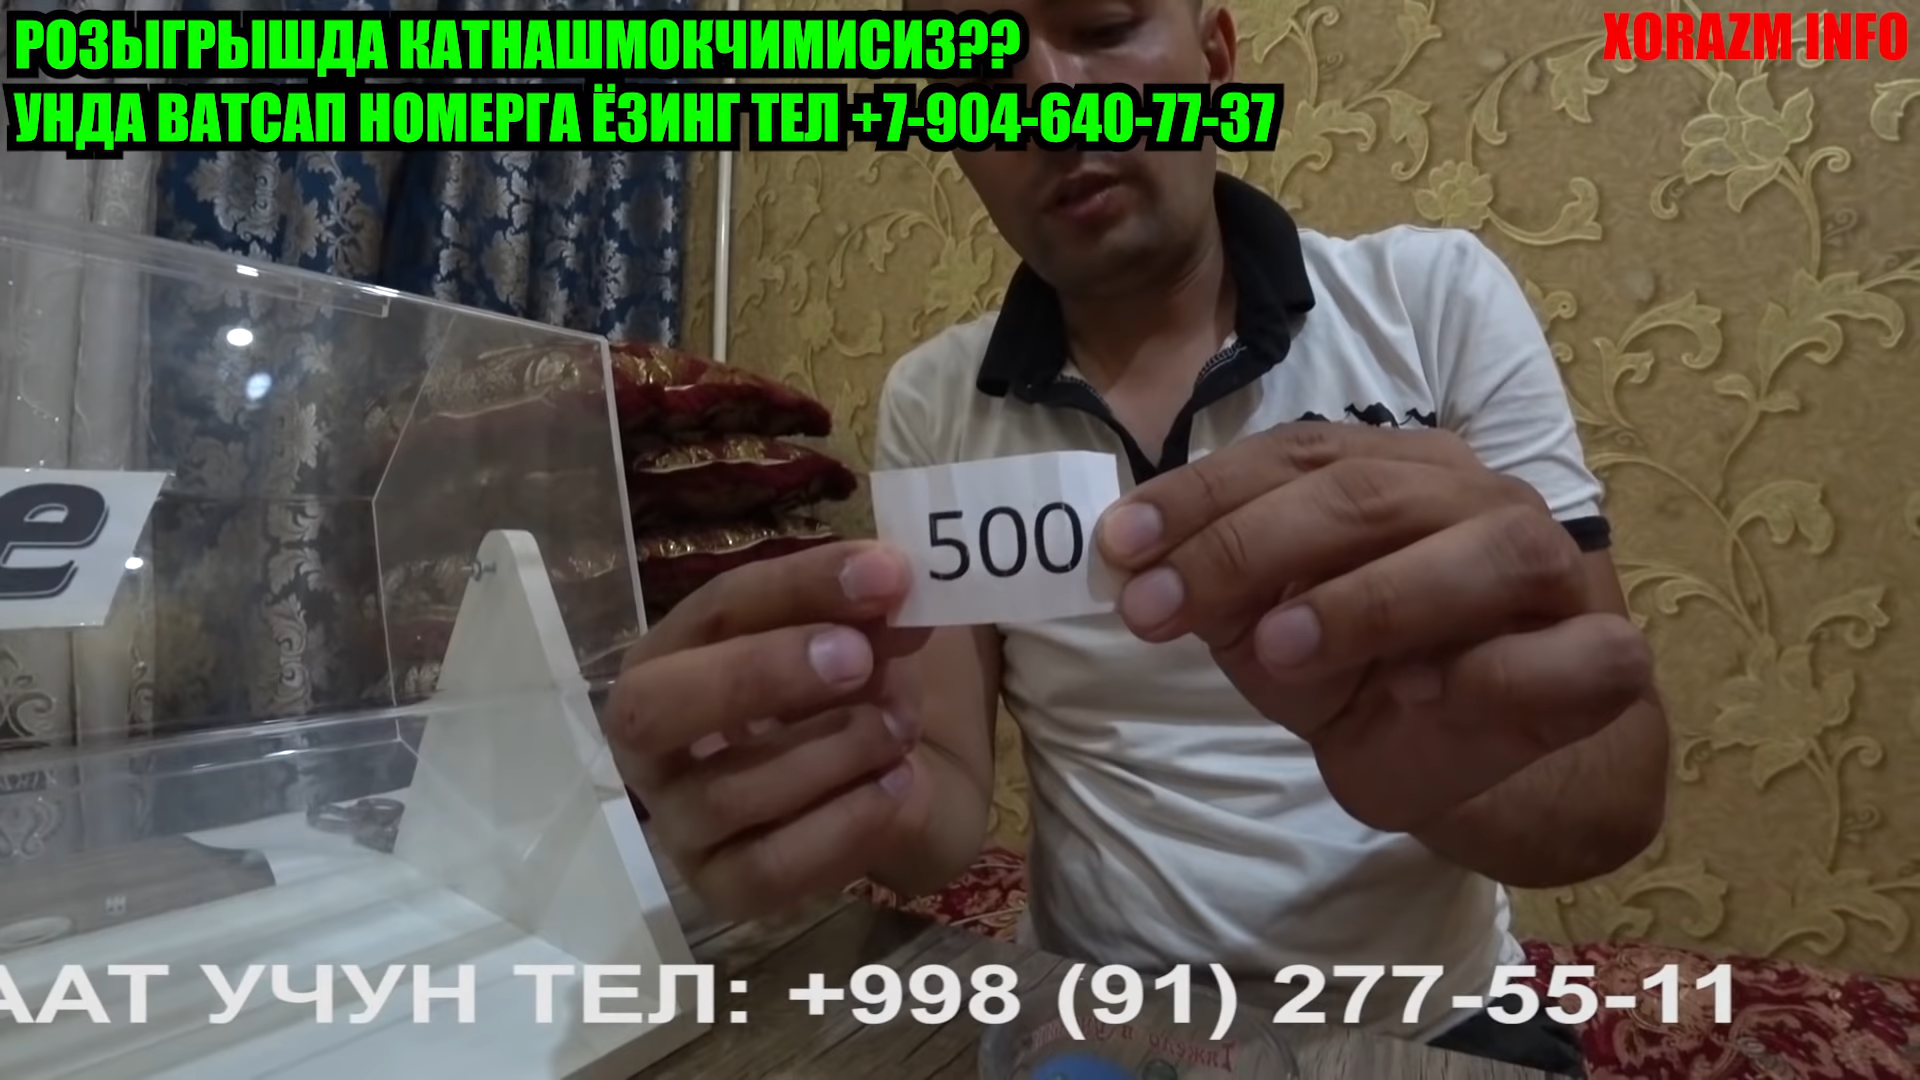 РОЗЫГРЫШДА КАТНАШМОКЧИМИСИЗ??
XORAZM INFO
УНДА ВАТСАП НОМЕРГА ЁЗИНГ ТЕЛ +7-904-640-77-37
500
e
ААТ УЧУН ТЕЛ: +998 (91) 277-55-11